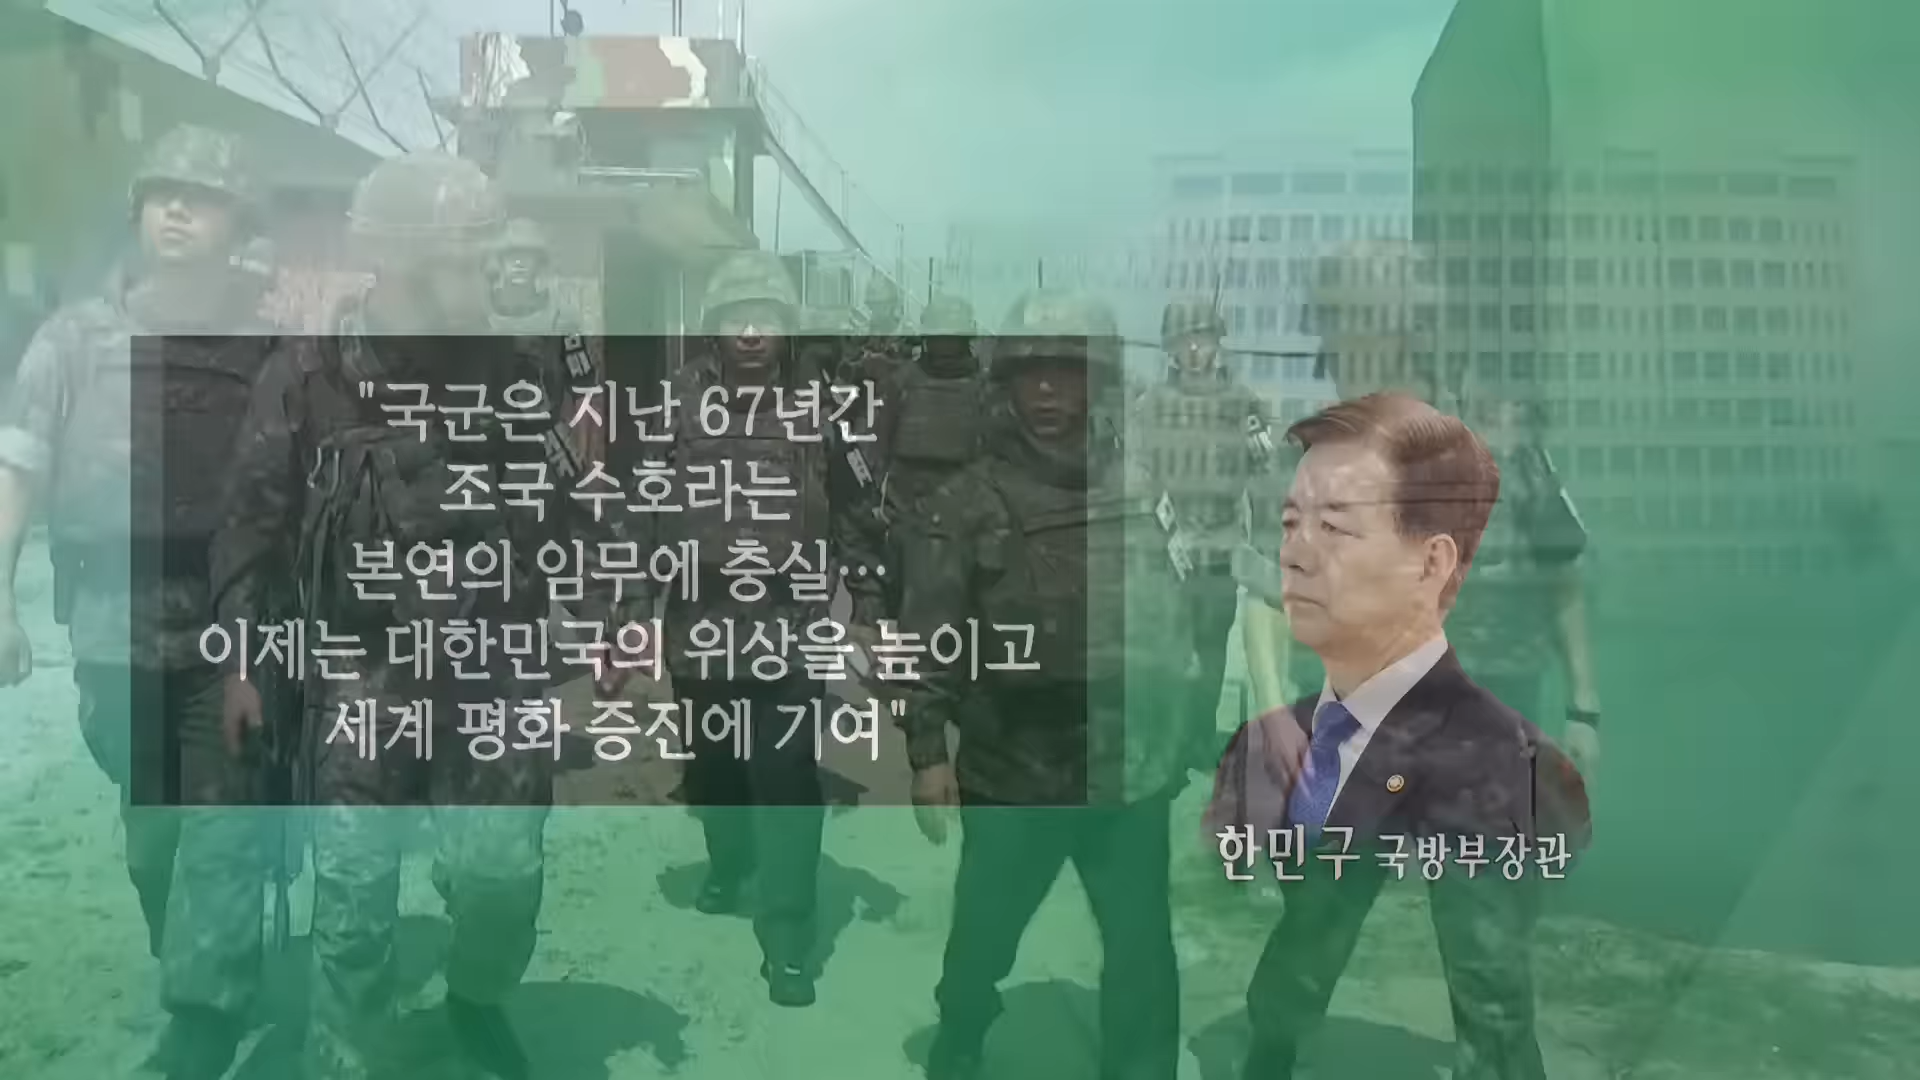 "국군은 지난 67년간
조국 수호라는
본연의 임무에 충실…
이제는 대한민국의 위상을 높이고
세계 평화 증진에 기여"
한민구 국방부장관